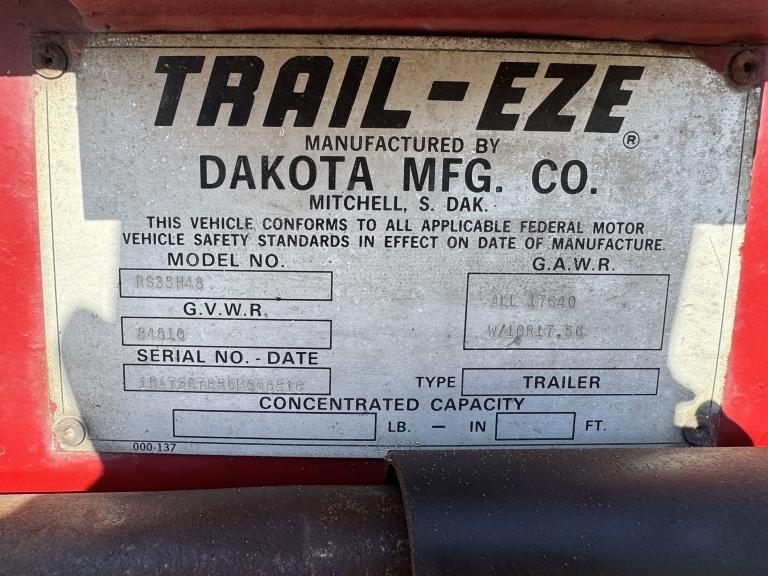 TRAIL-EZE ®
MANUFACTURED BY
DAKOTA MFG. CO.
MITCHELL, S. DAK.
THIS VEHICLE CONFORMS TO ALL APPLICABLE FEDERAL MOTOR
VEHICLE SAFETY STANDARDS IN EFFECT ON DATE OF MANUFACTURE.
MODEL NO.
RS35H48
G.V.W.R.
84810
SERIAL NO. - DATE
G.A.W.R.
ALL 17640
W/10R17.5G
TYPE TRAILER
CONCENTRATED CAPACITY
LB. — IN FT.
000-137